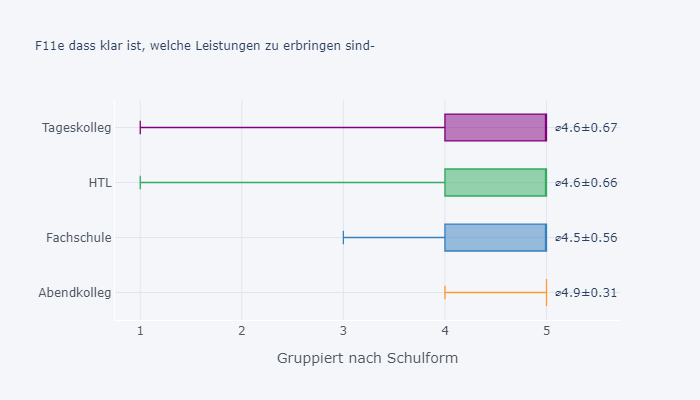 F11e dass klar ist, welche Leistungen zu erbringen sind-
Tageskolleg
⌀4.6±0.67
HTL
⌀4.6±0.66
Fachschule
⌀4.5±0.56
Abendkolleg
⌀4.9±0.31
1 2 3 4 5
Gruppiert nach Schulform